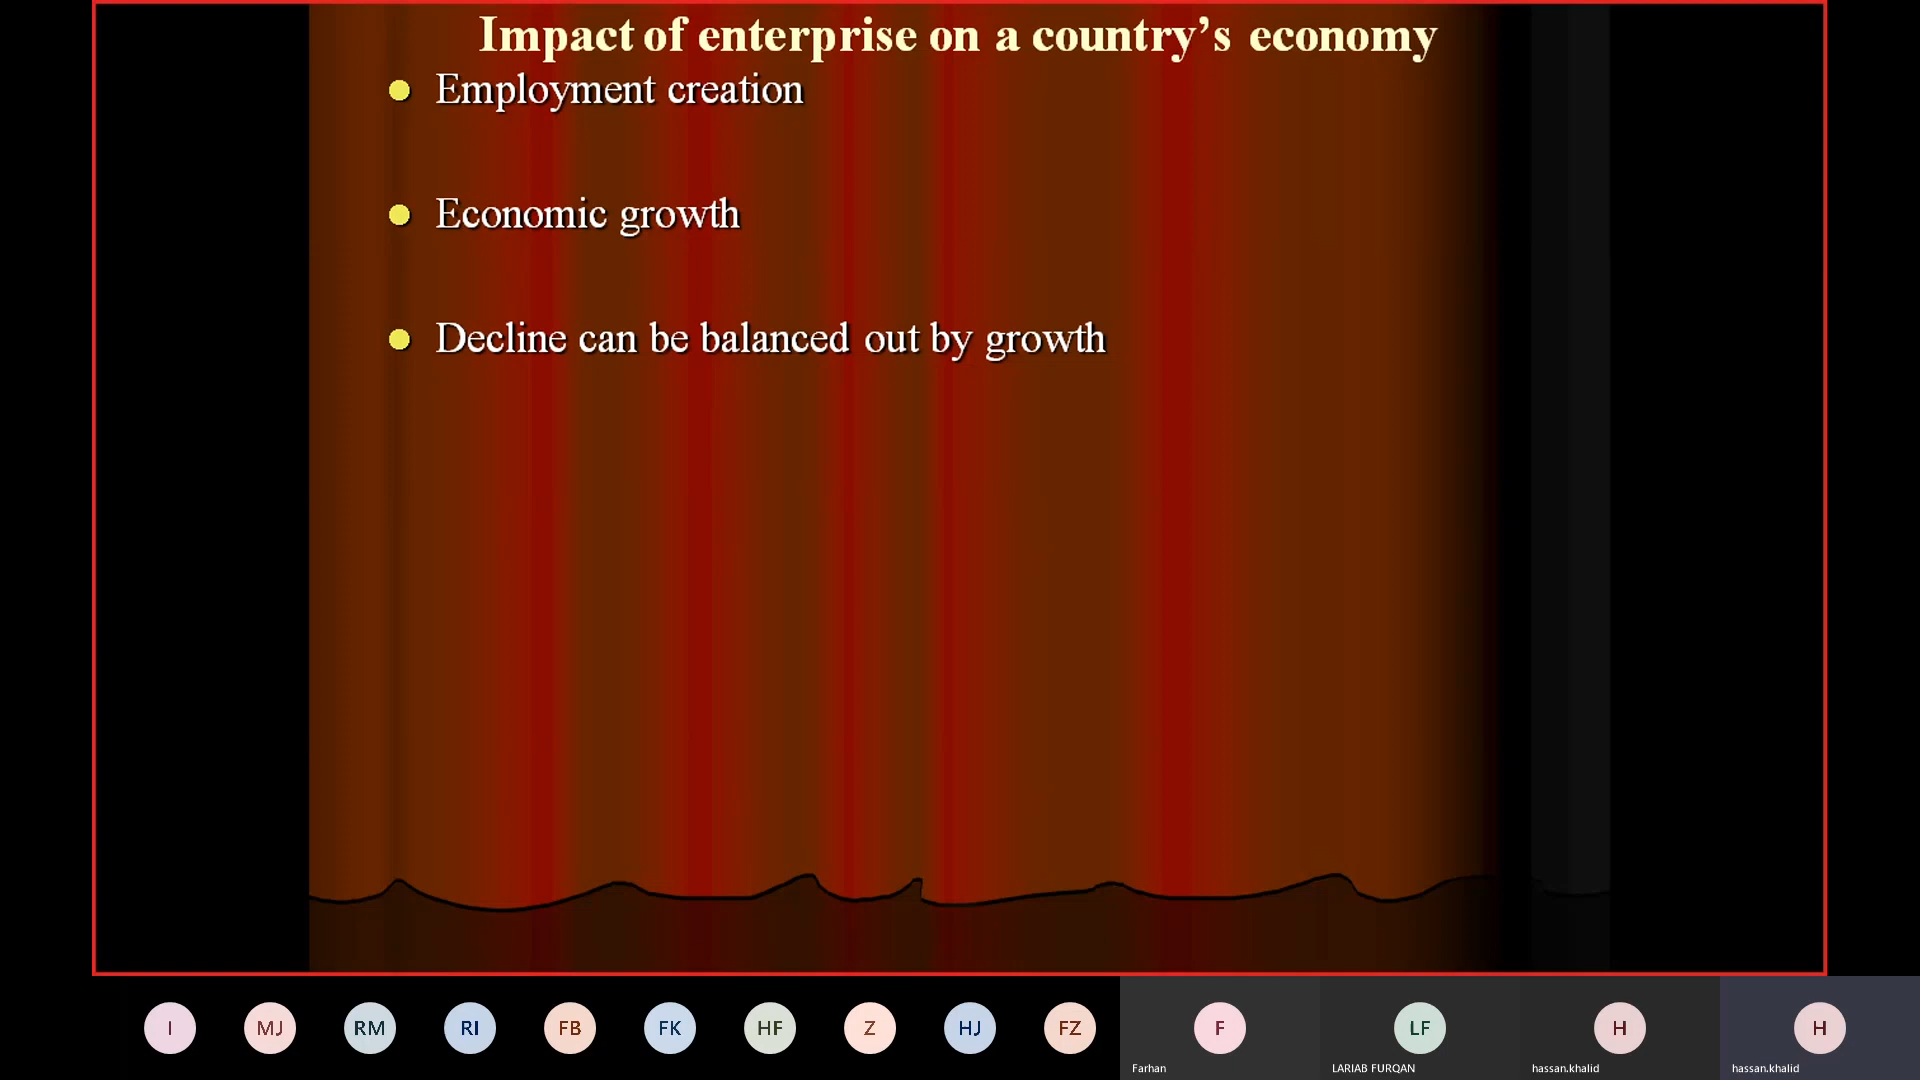 Impact of enterprise on a country’s economy
Employment creation
Economic growth
Decline can be balanced out by growth
I MJ RM RI FB FK HF Z HJ FZ F LF H H
Farhan LARIAB FURQAN hassan.khalid hassan.khalid